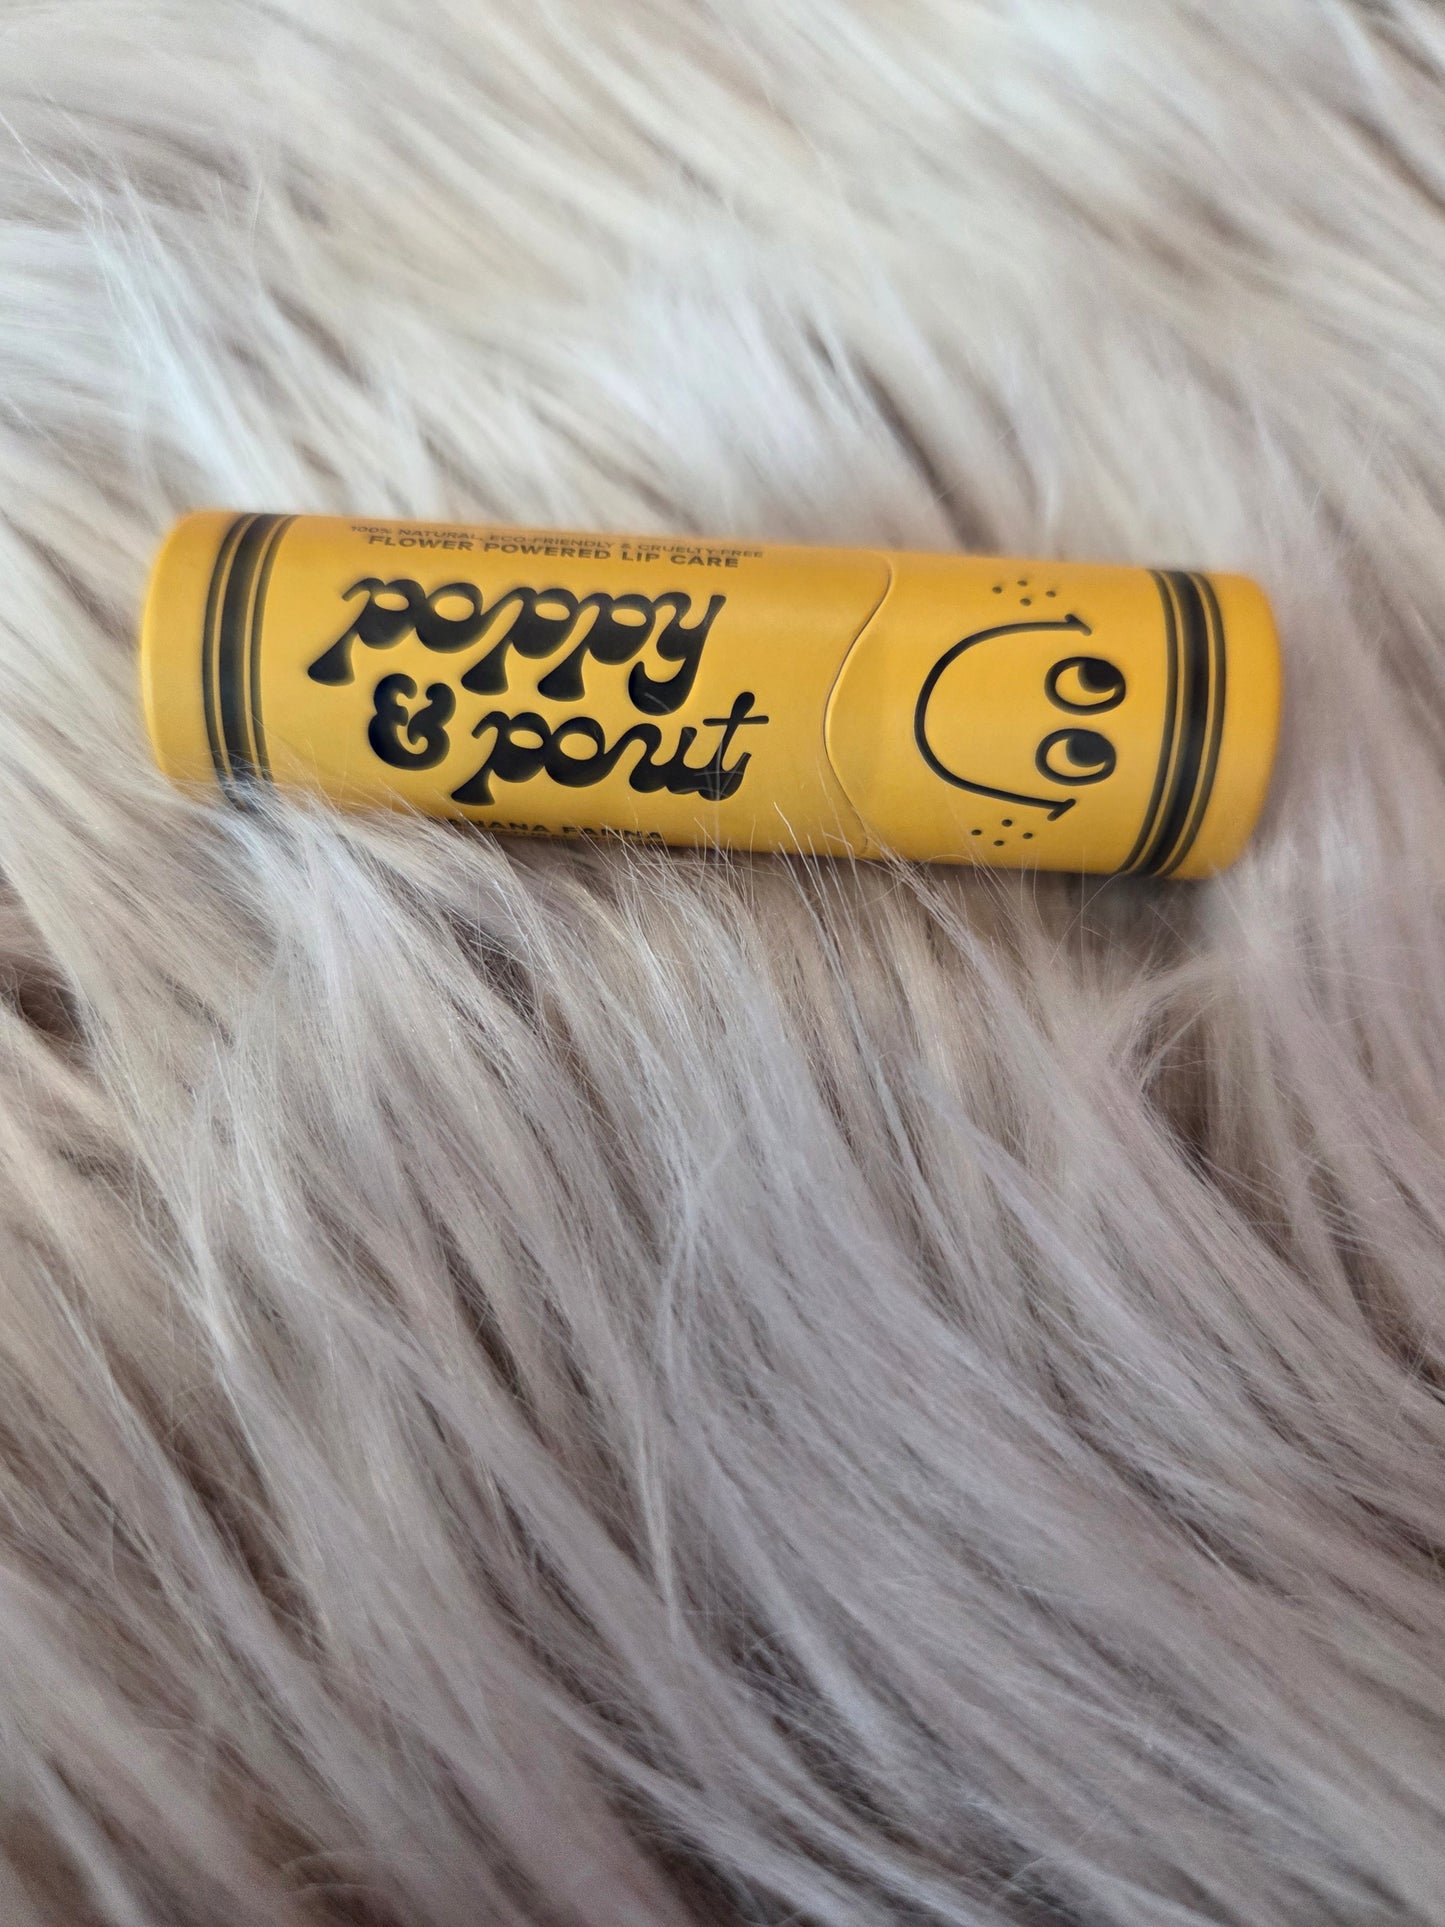 100% NATURAL, ECO-FRIENDLY & CRUELTY-FREE
FLOWER POWERED LIP CARE
poppy
& pout